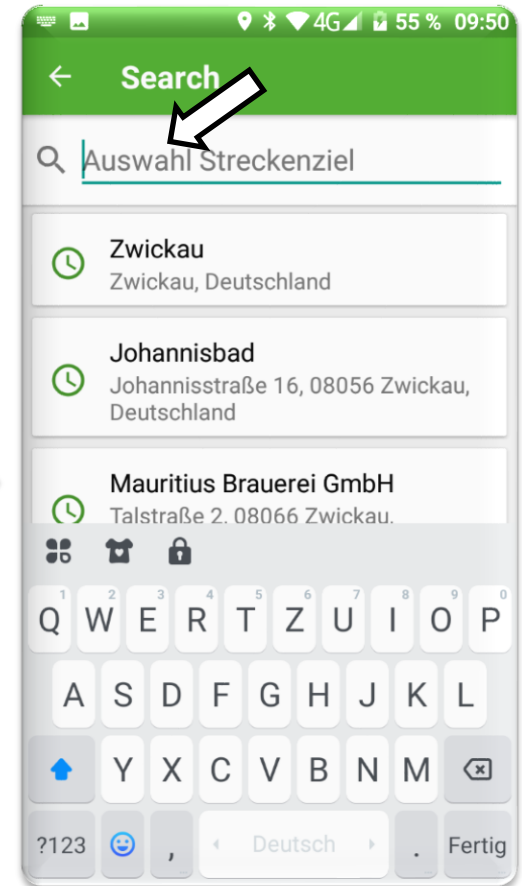 4G 55 % 09:50
Search
Auswahl Streckenziel
Zwickau
Zwickau, Deutschland
Johannisbad
Johannisstraße 16, 08056 Zwickau,
Deutschland
Mauritius Brauerei GmbH
Talstraße 2, 08066 Zwickau,
1 2 3 4 5 6 7 8 9 0
Q W E R T Z U I O P
A S D F G H J K L
Y X C V B N M
?123 , Deutsch . Fertig